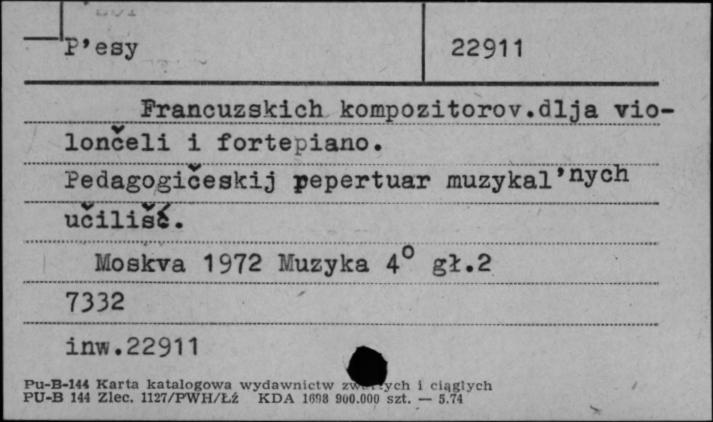 P’esy
22911
Francuzskich kompozitorov.dlja vio-
lončeli i fortepiano.
Pedagogičeskij repertuar muzykal’nych
učilišč.
Moskva 1972 Muzyka 4° gł.2
7332
inw.22911
Pu-B-144 Karta katalogowa wydawnictw zwartych i ciągłych
PU-B 144 Zlec. 1127/PWH/ŁŻ KDA 1698 900.000 szt. — 5.74